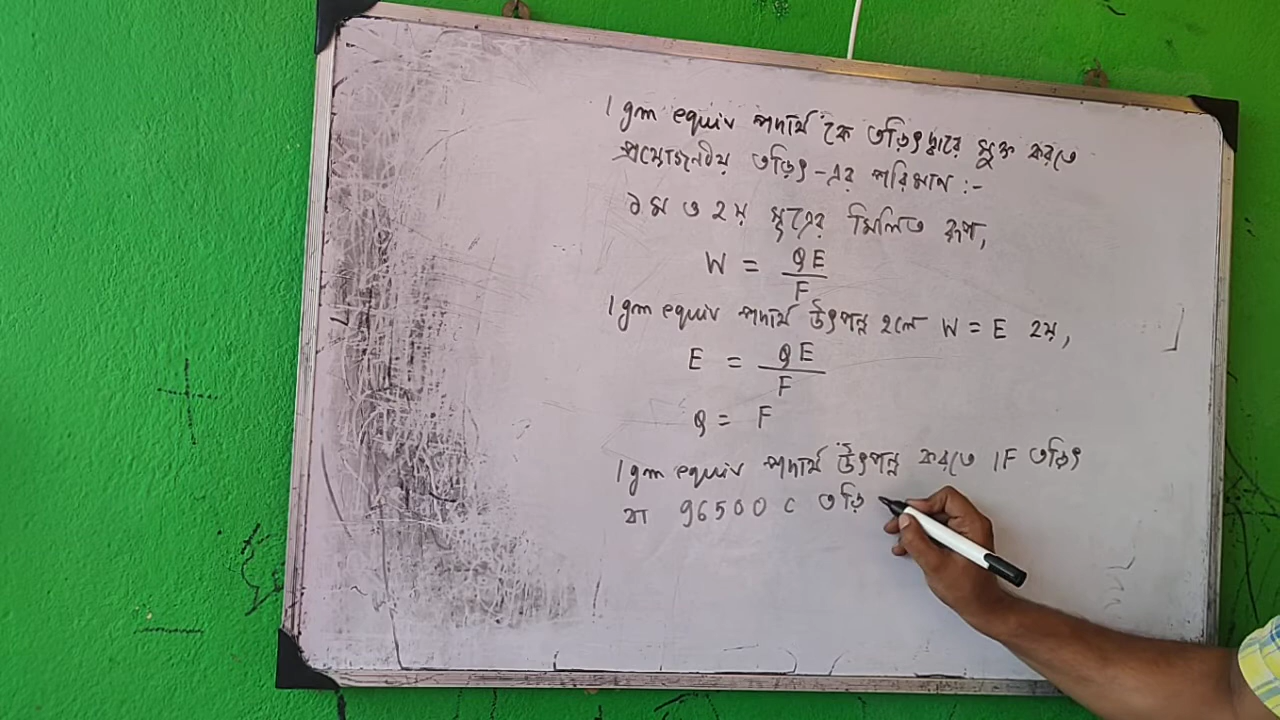 1 gm equiv পদার্থ কে তড়িৎদ্বারে মুক্ত করতে
প্রয়োজনীয় তড়িৎ-এর পরিমান :-
১ম ও ২য় সূত্রের মিলিত রূপ,
W = QE/F
1 gm equiv পদার্থ উৎপন্ন হলে W = E হয়,
E = QE/F
Q = F
1 gm equiv পদার্থ উৎপন্ন করতে 1F তড়িৎ
বা 96500 C তড়ি